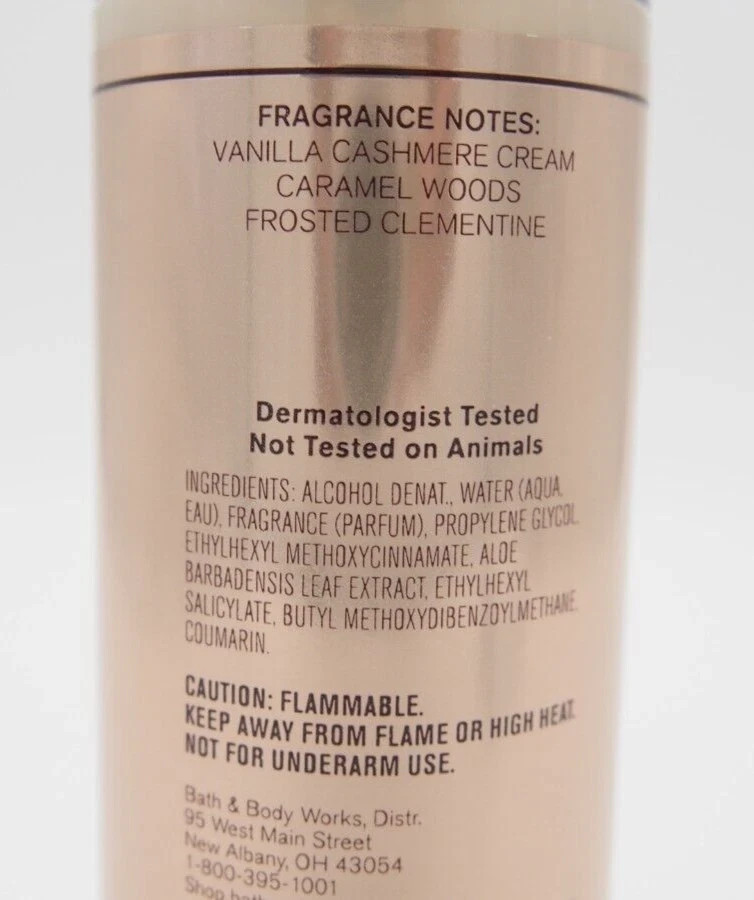 FRAGRANCE NOTES:
VANILLA CASHMERE CREAM
CARAMEL WOODS
FROSTED CLEMENTINE
Dermatologist Tested
Not Tested on Animals
INGREDIENTS: ALCOHOL DENAT., WATER (AQUA,
EAU), FRAGRANCE (PARFUM), PROPYLENE GLYCOL,
ETHYLHEXYL METHOXYCINNAMATE, ALOE
BARBADENSIS LEAF EXTRACT, ETHYLHEXYL
SALICYLATE, BUTYL METHOXYDIBENZOYLMETHANE,
COUMARIN.
CAUTION: FLAMMABLE.
KEEP AWAY FROM FLAME OR HIGH HEAT.
NOT FOR UNDERARM USE.
Bath & Body Works, Distr.
95 West Main Street
New Albany, OH 43054
1-800-395-1001
Shop